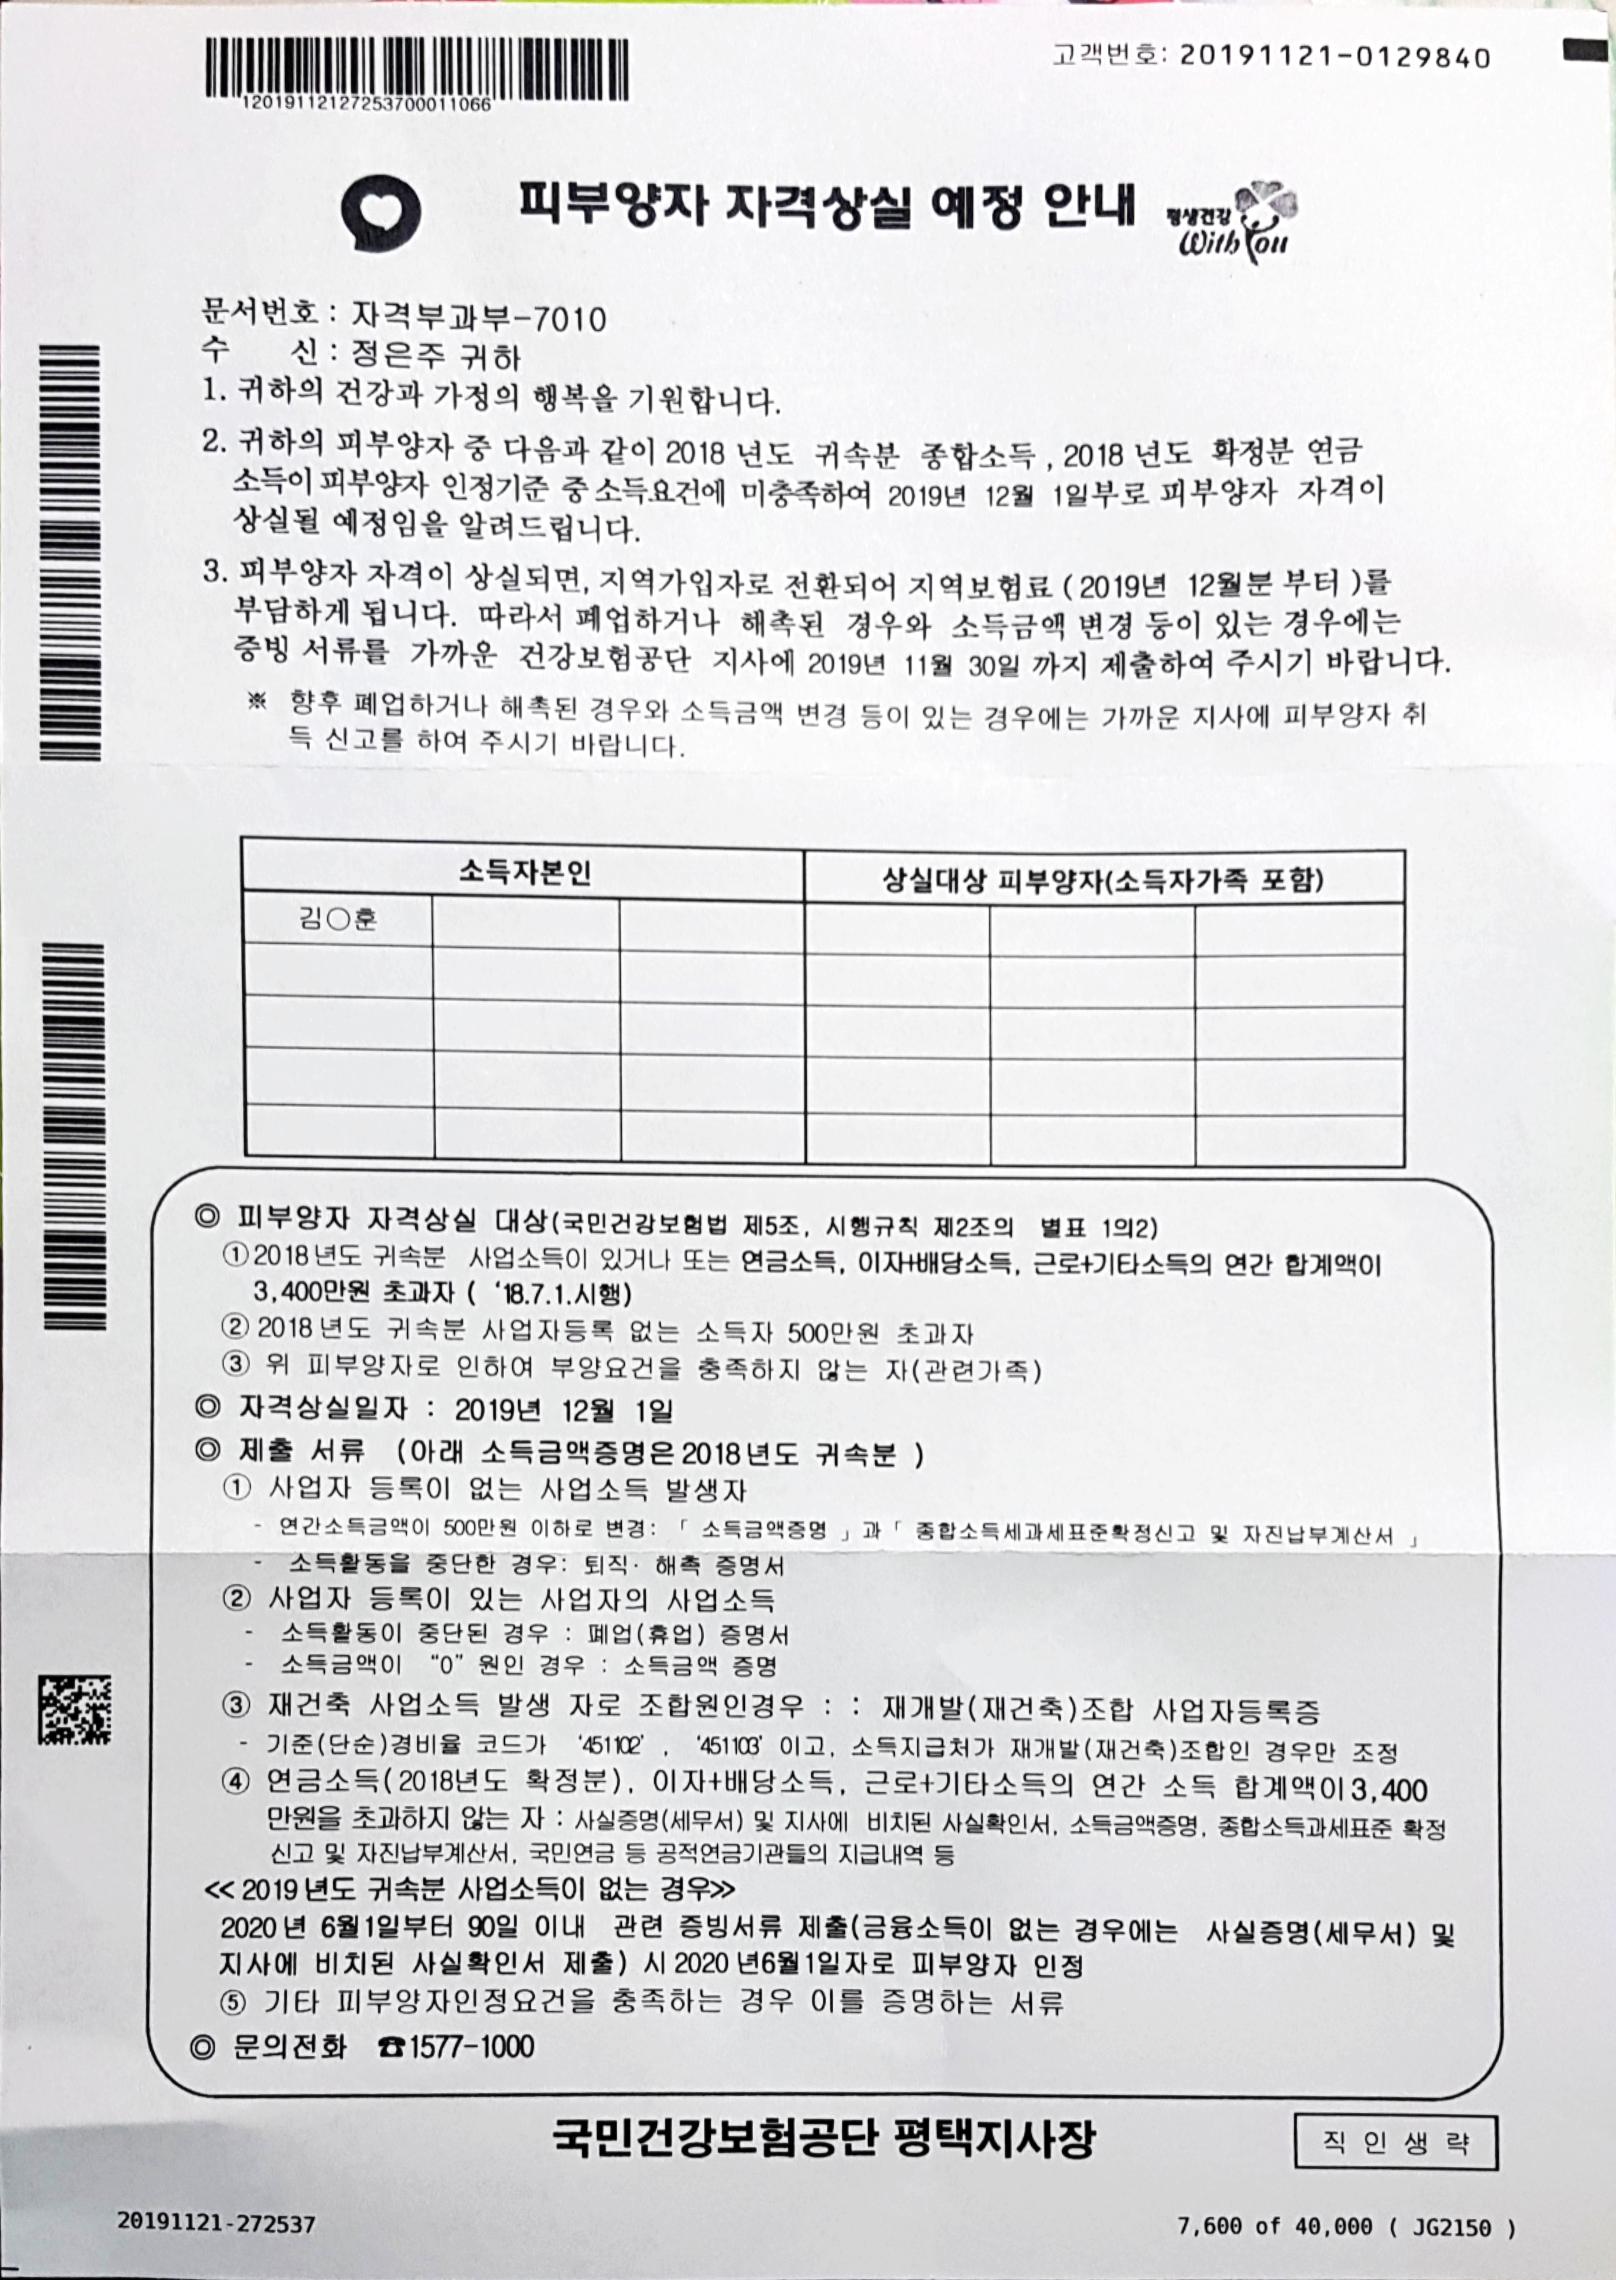 고객번호: 20191121-0129840
12019112127253700011066
피부양자 자격상실 예정 안내
평생건강
With You
문서번호 : 자격부과부-7010
수 신 : 정은주 귀하
1. 귀하의 건강과 가정의 행복을 기원합니다.
2. 귀하의 피부양자 중 다음과 같이 2018 년도 귀속분 종합소득 , 2018 년도 확정분 연금
소득이 피부양자 인정기준 중 소득요건에 미충족하여 2019년 12월 1일부로 피부양자 자격이
상실될 예정임을 알려드립니다.
3. 피부양자 자격이 상실되면, 지역가입자로 전환되어 지역보험료 ( 2019년 12월분 부터 )를
부담하게 됩니다. 따라서 폐업하거나 해촉된 경우와 소득금액 변경 등이 있는 경우에는
증빙 서류를 가까운 건강보험공단 지사에 2019년 11월 30일 까지 제출하여 주시기 바랍니다.
※ 향후 폐업하거나 해촉된 경우와 소득금액 변경 등이 있는 경우에는 가까운 지사에 피부양자 취
득 신고를 하여 주시기 바랍니다.
소득자본인 상실대상 피부양자(소득자가족 포함)
김○훈
◎ 피부양자 자격상실 대상(국민건강보험법 제5조, 시행규칙 제2조의 별표 1의2)
① 2018 년도 귀속분 사업소득이 있거나 또는 연금소득, 이자+배당소득, 근로+기타소득의 연간 합계액이
3,400만원 초과자 ( ‘18.7.1.시행)
② 2018 년도 귀속분 사업자등록 없는 소득자 500만원 초과자
③ 위 피부양자로 인하여 부양요건을 충족하지 않는 자(관련가족)
◎ 자격상실일자 : 2019년 12월 1일
◎ 제출 서류 (아래 소득금액증명은 2018 년도 귀속분 )
① 사업자 등록이 없는 사업소득 발생자
- 연간소득금액이 500만원 이하로 변경: 「 소득금액증명 」과「 종합소득세과세표준확정신고 및 자진납부계산서 」
- 소득활동을 중단한 경우: 퇴직· 해촉 증명서
② 사업자 등록이 있는 사업자의 사업소득
- 소득활동이 중단된 경우 : 폐업(휴업) 증명서
- 소득금액이 “0” 원인 경우 : 소득금액 증명
③ 재건축 사업소득 발생 자로 조합원인경우 : : 재개발(재건축)조합 사업자등록증
- 기준(단순)경비율 코드가 ‘451102’ , ‘451103’ 이고, 소득지급처가 재개발(재건축)조합인 경우만 조정
④ 연금소득(2018년도 확정분), 이자+배당소득, 근로+기타소득의 연간 소득 합계액이 3,400
만원을 초과하지 않는 자 : 사실증명(세무서) 및 지사에 비치된 사실확인서, 소득금액증명, 종합소득과세표준 확정
신고 및 자진납부계산서, 국민연금 등 공적연금기관들의 지급내역 등
≪ 2019 년도 귀속분 사업소득이 없는 경우≫
2020 년 6월 1일부터 90일 이내 관련 증빙서류 제출(금융소득이 없는 경우에는 사실증명(세무서) 및
지사에 비치된 사실확인서 제출) 시 2020 년6월1일자로 피부양자 인정
⑤ 기타 피부양자인정요건을 충족하는 경우 이를 증명하는 서류
◎ 문의전화 ☎1577-1000
국민건강보험공단 평택지사장
직 인 생 략
20191121-272537
7,600 of 40,000 ( JG2150 )